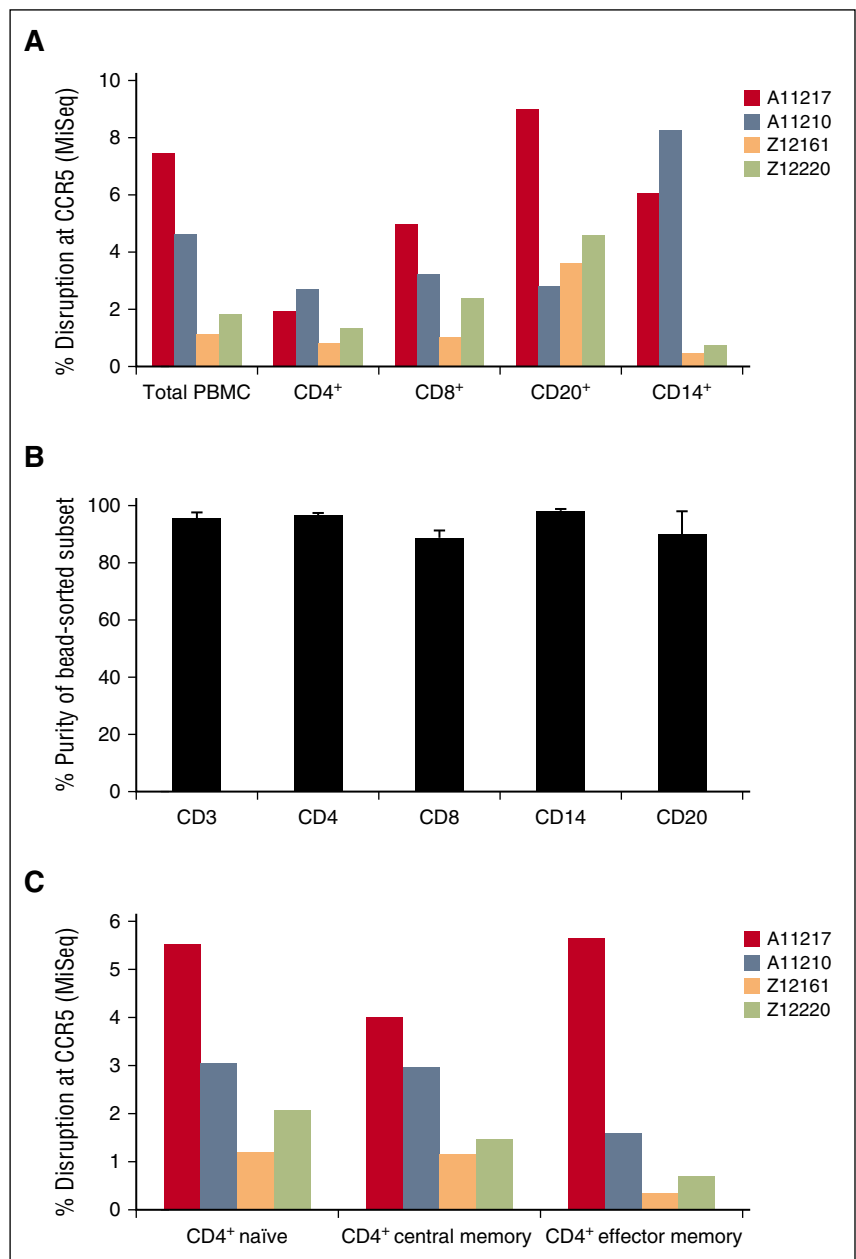 A
% Disruption at CCR5 (MiSeq)
10
8
6
4
2
0
Total PBMC CD4+ CD8+ CD20+ CD14+
A11217
A11210
Z12161
Z12220
B
% Purity of bead-sorted subset
100
80
60
40
20
0
CD3 CD4 CD8 CD14 CD20
C
% Disruption at CCR5 (MiSeq)
6
5
4
3
2
1
0
CD4+ naïve CD4+ central memory CD4+ effector memory
A11217
A11210
Z12161
Z12220